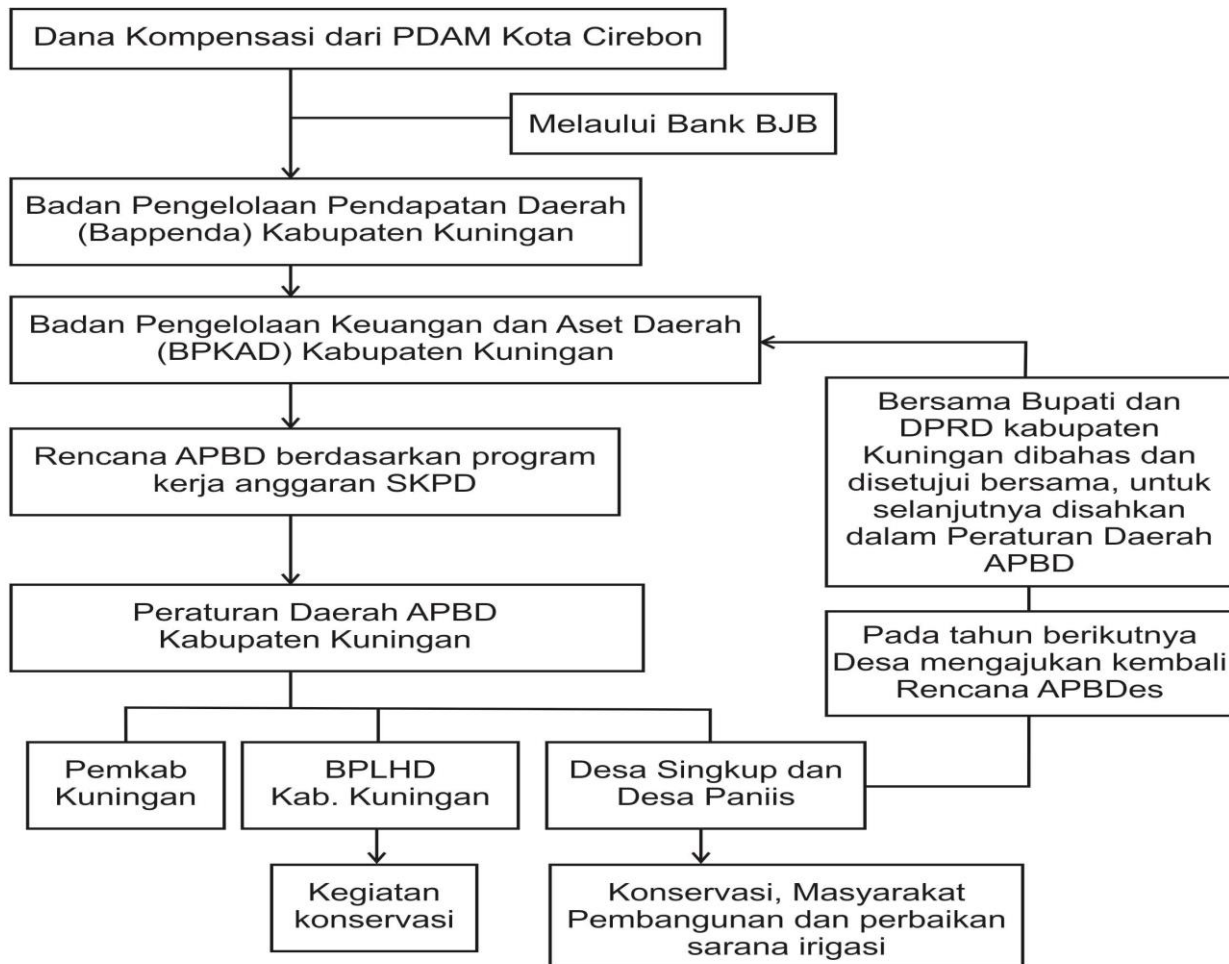 Dana Kompensasi dari PDAM Kota Cirebon
Melaului Bank BJB
Badan Pengelolaan Pendapatan Daerah
(Bappenda) Kabupaten Kuningan
Badan Pengelolaan Keuangan dan Aset Daerah
(BPKAD) Kabupaten Kuningan
Rencana APBD berdasarkan program
kerja anggaran SKPD
Peraturan Daerah APBD
Kabupaten Kuningan
Pemkab
Kuningan
BPLHD
Kab. Kuningan
Desa Singkup dan
Desa Paniis
Kegiatan
konservasi
Konservasi, Masyarakat
Pembangunan dan perbaikan
sarana irigasi
Pada tahun berikutnya
Desa mengajukan kembali
Rencana APBDes
Bersama Bupati dan
DPRD kabupaten
Kuningan dibahas dan
disetujui bersama, untuk
selanjutnya disahkan
dalam Peraturan Daerah
APBD